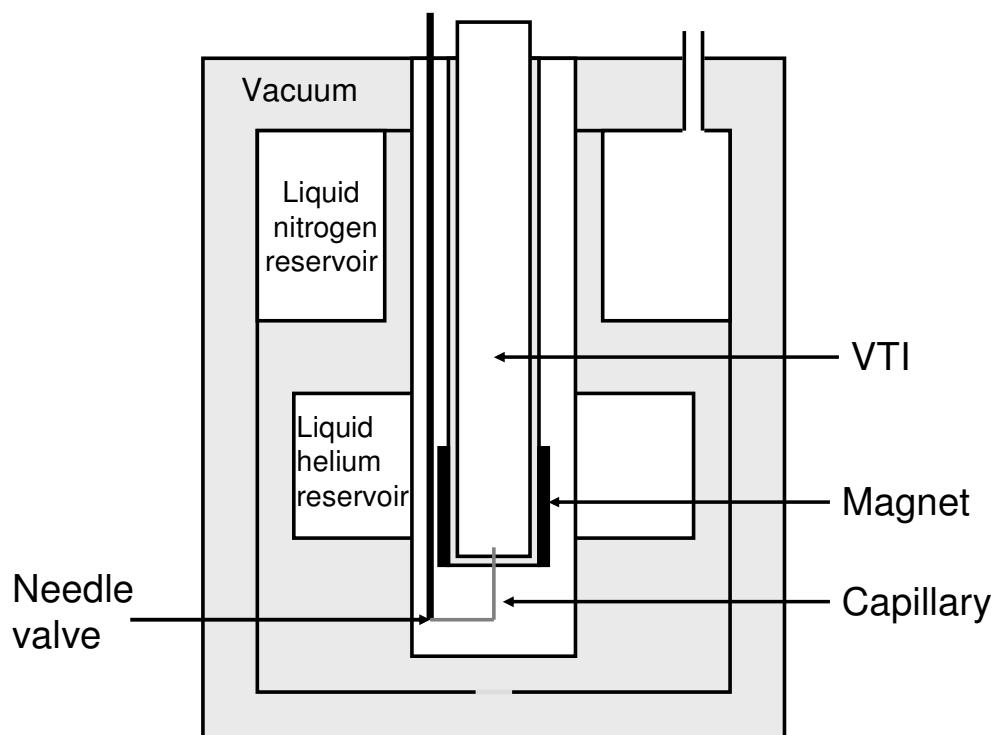 Vacuum
Liquid
nitrogen
reservoir
VTI
Liquid
helium
reservoir
Magnet
Needle
valve
Capillary